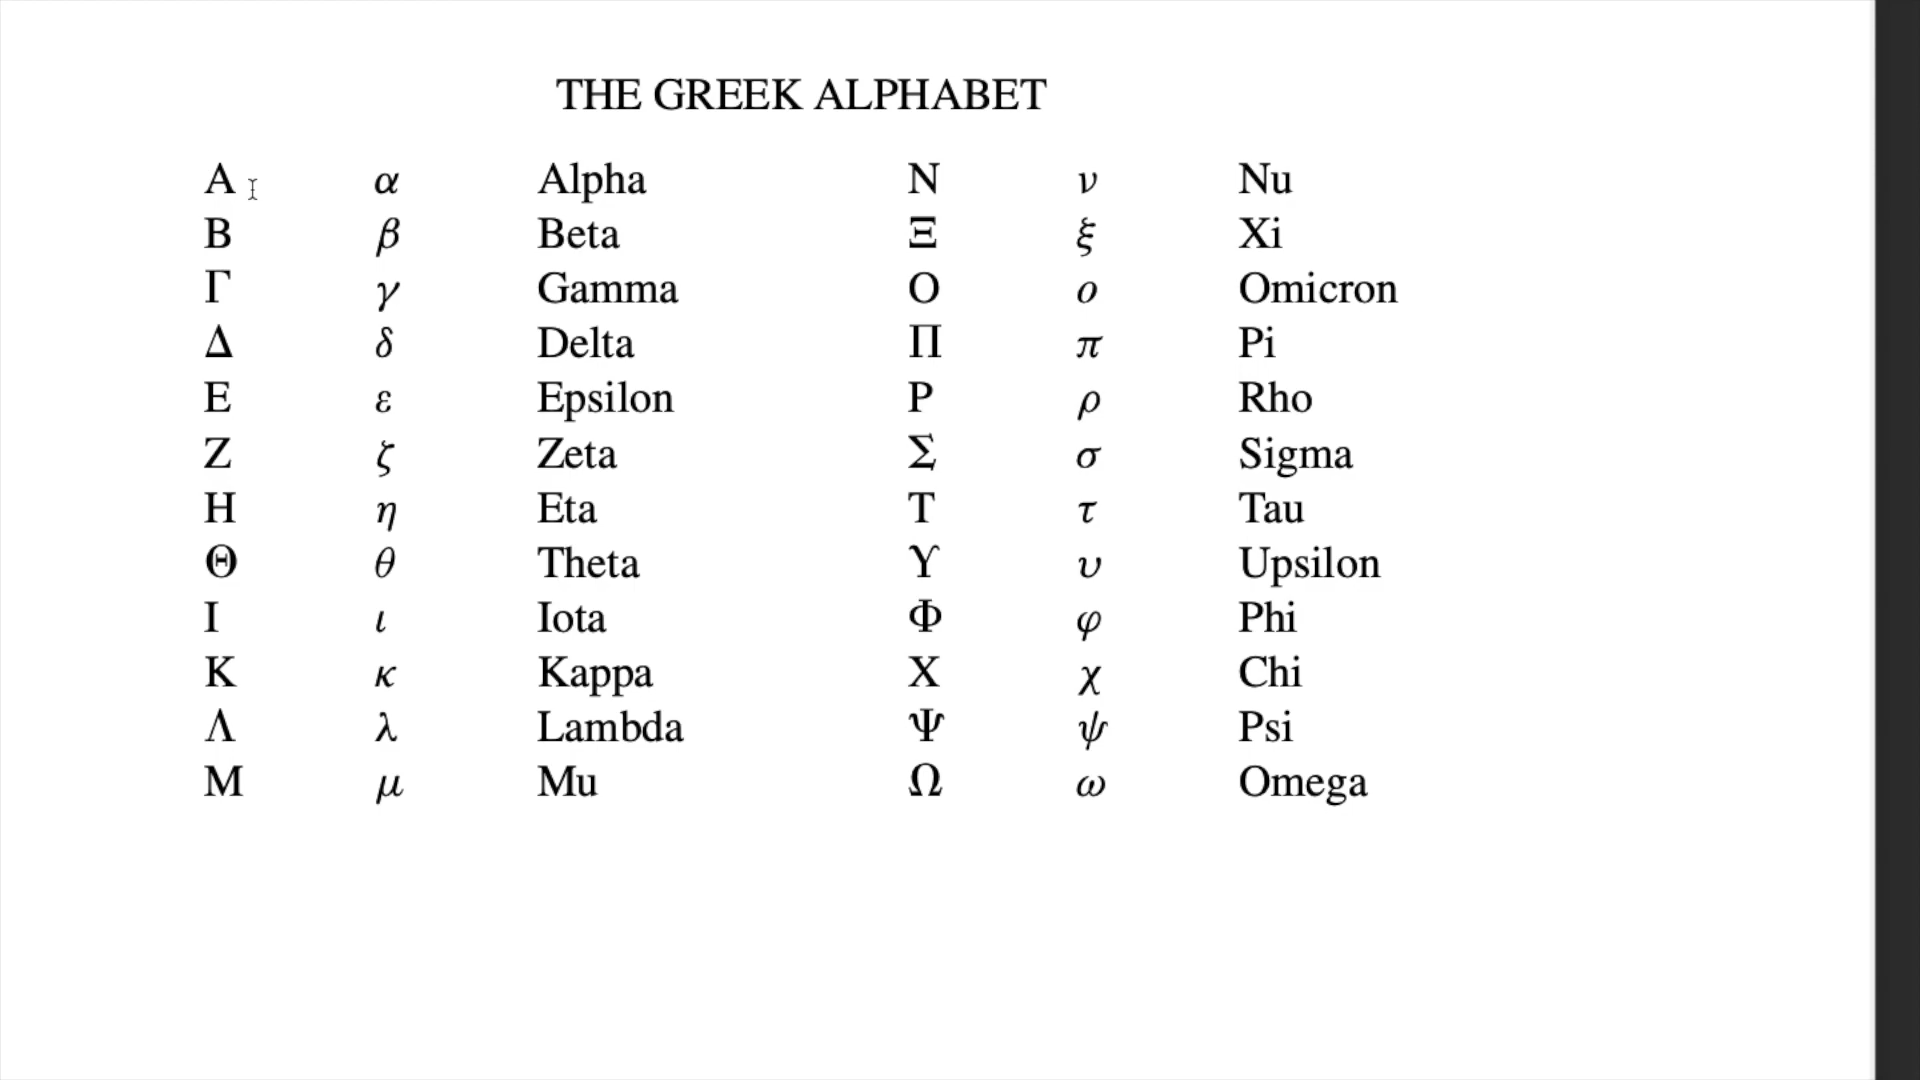 THE GREEK ALPHABET
Α α Alpha Ν ν Nu
Β β Beta Ξ ξ Xi
Γ γ Gamma Ο ο Omicron
Δ δ Delta Π π Pi
Ε ε Epsilon Ρ ρ Rho
Ζ ζ Zeta Σ σ Sigma
Η η Eta Τ τ Tau
Θ θ Theta ϒ υ Upsilon
Ι ι Iota Φ φ Phi
Κ κ Kappa Χ χ Chi
Λ λ Lambda Ψ ψ Psi
Μ μ Mu Ω ω Omega